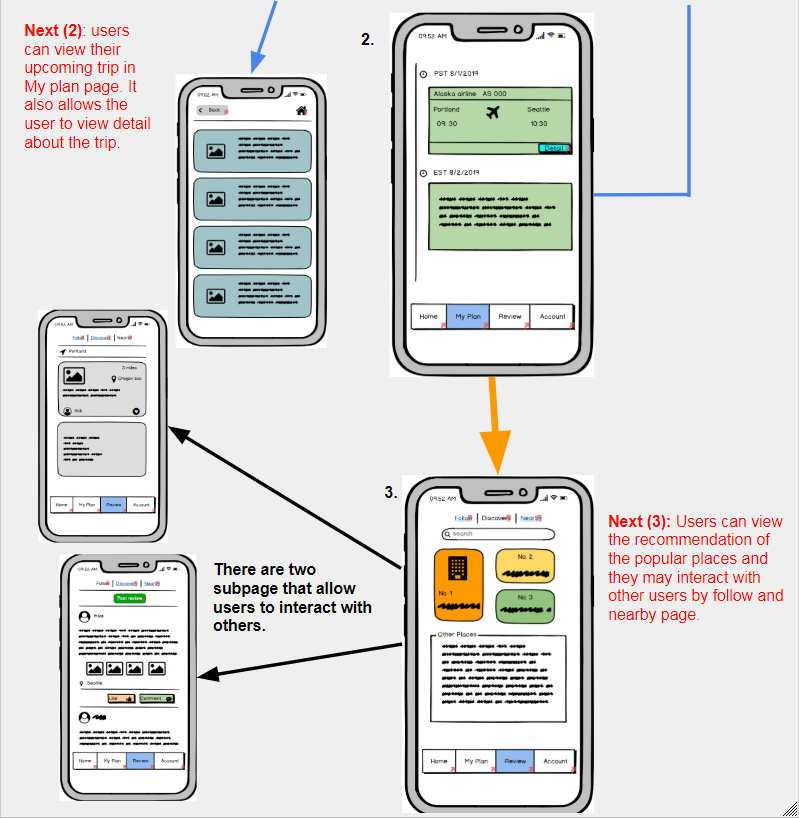 Next (2): users
can view their
upcoming trip in
My plan page. It
also allows the
user to view detail
about the trip.
09:52 AM
Back
2.
09:52 AM
PST 8/1/2019
Alaska airline AS 000
Portland Seattle
09:30 10:30
Detail
EST 8/2/2019
Home My Plan Review Account
09:52 AM
Follow | Discover | Nearby
Portland
3 miles
Oregon zoo
Rob
Home My Plan Review Account
3.
09:52 AM
Follow | Discover | Nearby
search
No. 1
No. 2
No. 3
Other Places
Home My Plan Review Account
Next (3): Users can view
the recommendation of
the popular places and
they may interact with
other users by follow and
nearby page.
There are two
subpage that allow
users to interact with
others.
09:52 AM
Follow | Discover | Nearby
Post review
Mike
Seattle
Like Comment
Home My Plan Review Account